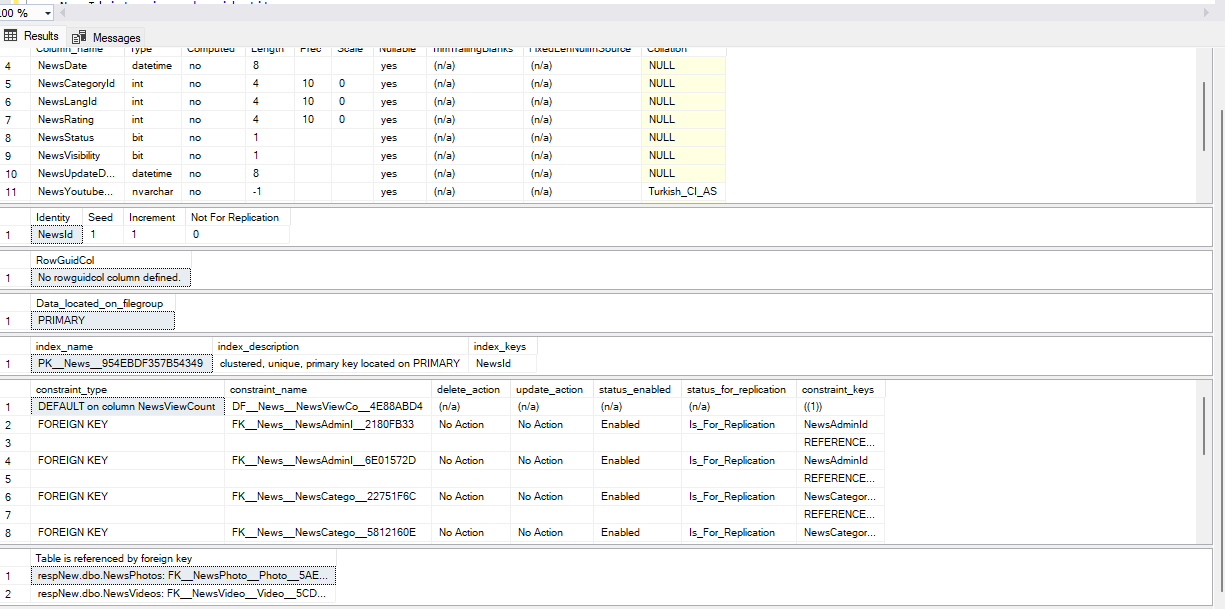 100 %
Results Messages
Column_name Type Computed Length Prec Scale Nullable TrimTrailingBlanks FixedLenNullInSource Collation
4 NewsDate datetime no 8 yes (n/a) (n/a) NULL
5 NewsCategoryId int no 4 10 0 yes (n/a) (n/a) NULL
6 NewsLangId int no 4 10 0 yes (n/a) (n/a) NULL
7 NewsRating int no 4 10 0 yes (n/a) (n/a) NULL
8 NewsStatus bit no 1 yes (n/a) (n/a) NULL
9 NewsVisibility bit no 1 yes (n/a) (n/a) NULL
10 NewsUpdateD... datetime no 8 yes (n/a) (n/a) NULL
11 NewsYoutube... nvarchar no -1 yes (n/a) (n/a) Turkish_CI_AS
Identity Seed Increment Not For Replication
1 NewsId 1 1 0
RowGuidCol
1 No rowguidcol column defined.
Data_located_on_filegroup
1 PRIMARY
index_name index_description index_keys
1 PK__News__954EBDF357B54349 clustered, unique, primary key located on PRIMARY NewsId
constraint_type constraint_name delete_action update_action status_enabled status_for_replication constraint_keys
1 DEFAULT on column NewsViewCount DF__News__NewsViewCo__4E88ABD4 (n/a) (n/a) (n/a) (n/a) ((1))
2 FOREIGN KEY FK__News__NewsAdminI__2180FB33 No Action No Action Enabled Is_For_Replication NewsAdminId
3 REFERENCE...
4 FOREIGN KEY FK__News__NewsAdminI__6E01572D No Action No Action Enabled Is_For_Replication NewsAdminId
5 REFERENCE...
6 FOREIGN KEY FK__News__NewsCatego__22751F6C No Action No Action Enabled Is_For_Replication NewsCategor...
7 REFERENCE...
8 FOREIGN KEY FK__News__NewsCatego__5812160E No Action No Action Enabled Is_For_Replication NewsCategor...
Table is referenced by foreign key
1 respNew.dbo.NewsPhotos: FK__NewsPhoto__Photo__5AE...
2 respNew.dbo.NewsVideos: FK__NewsVideo__Video__5CD...